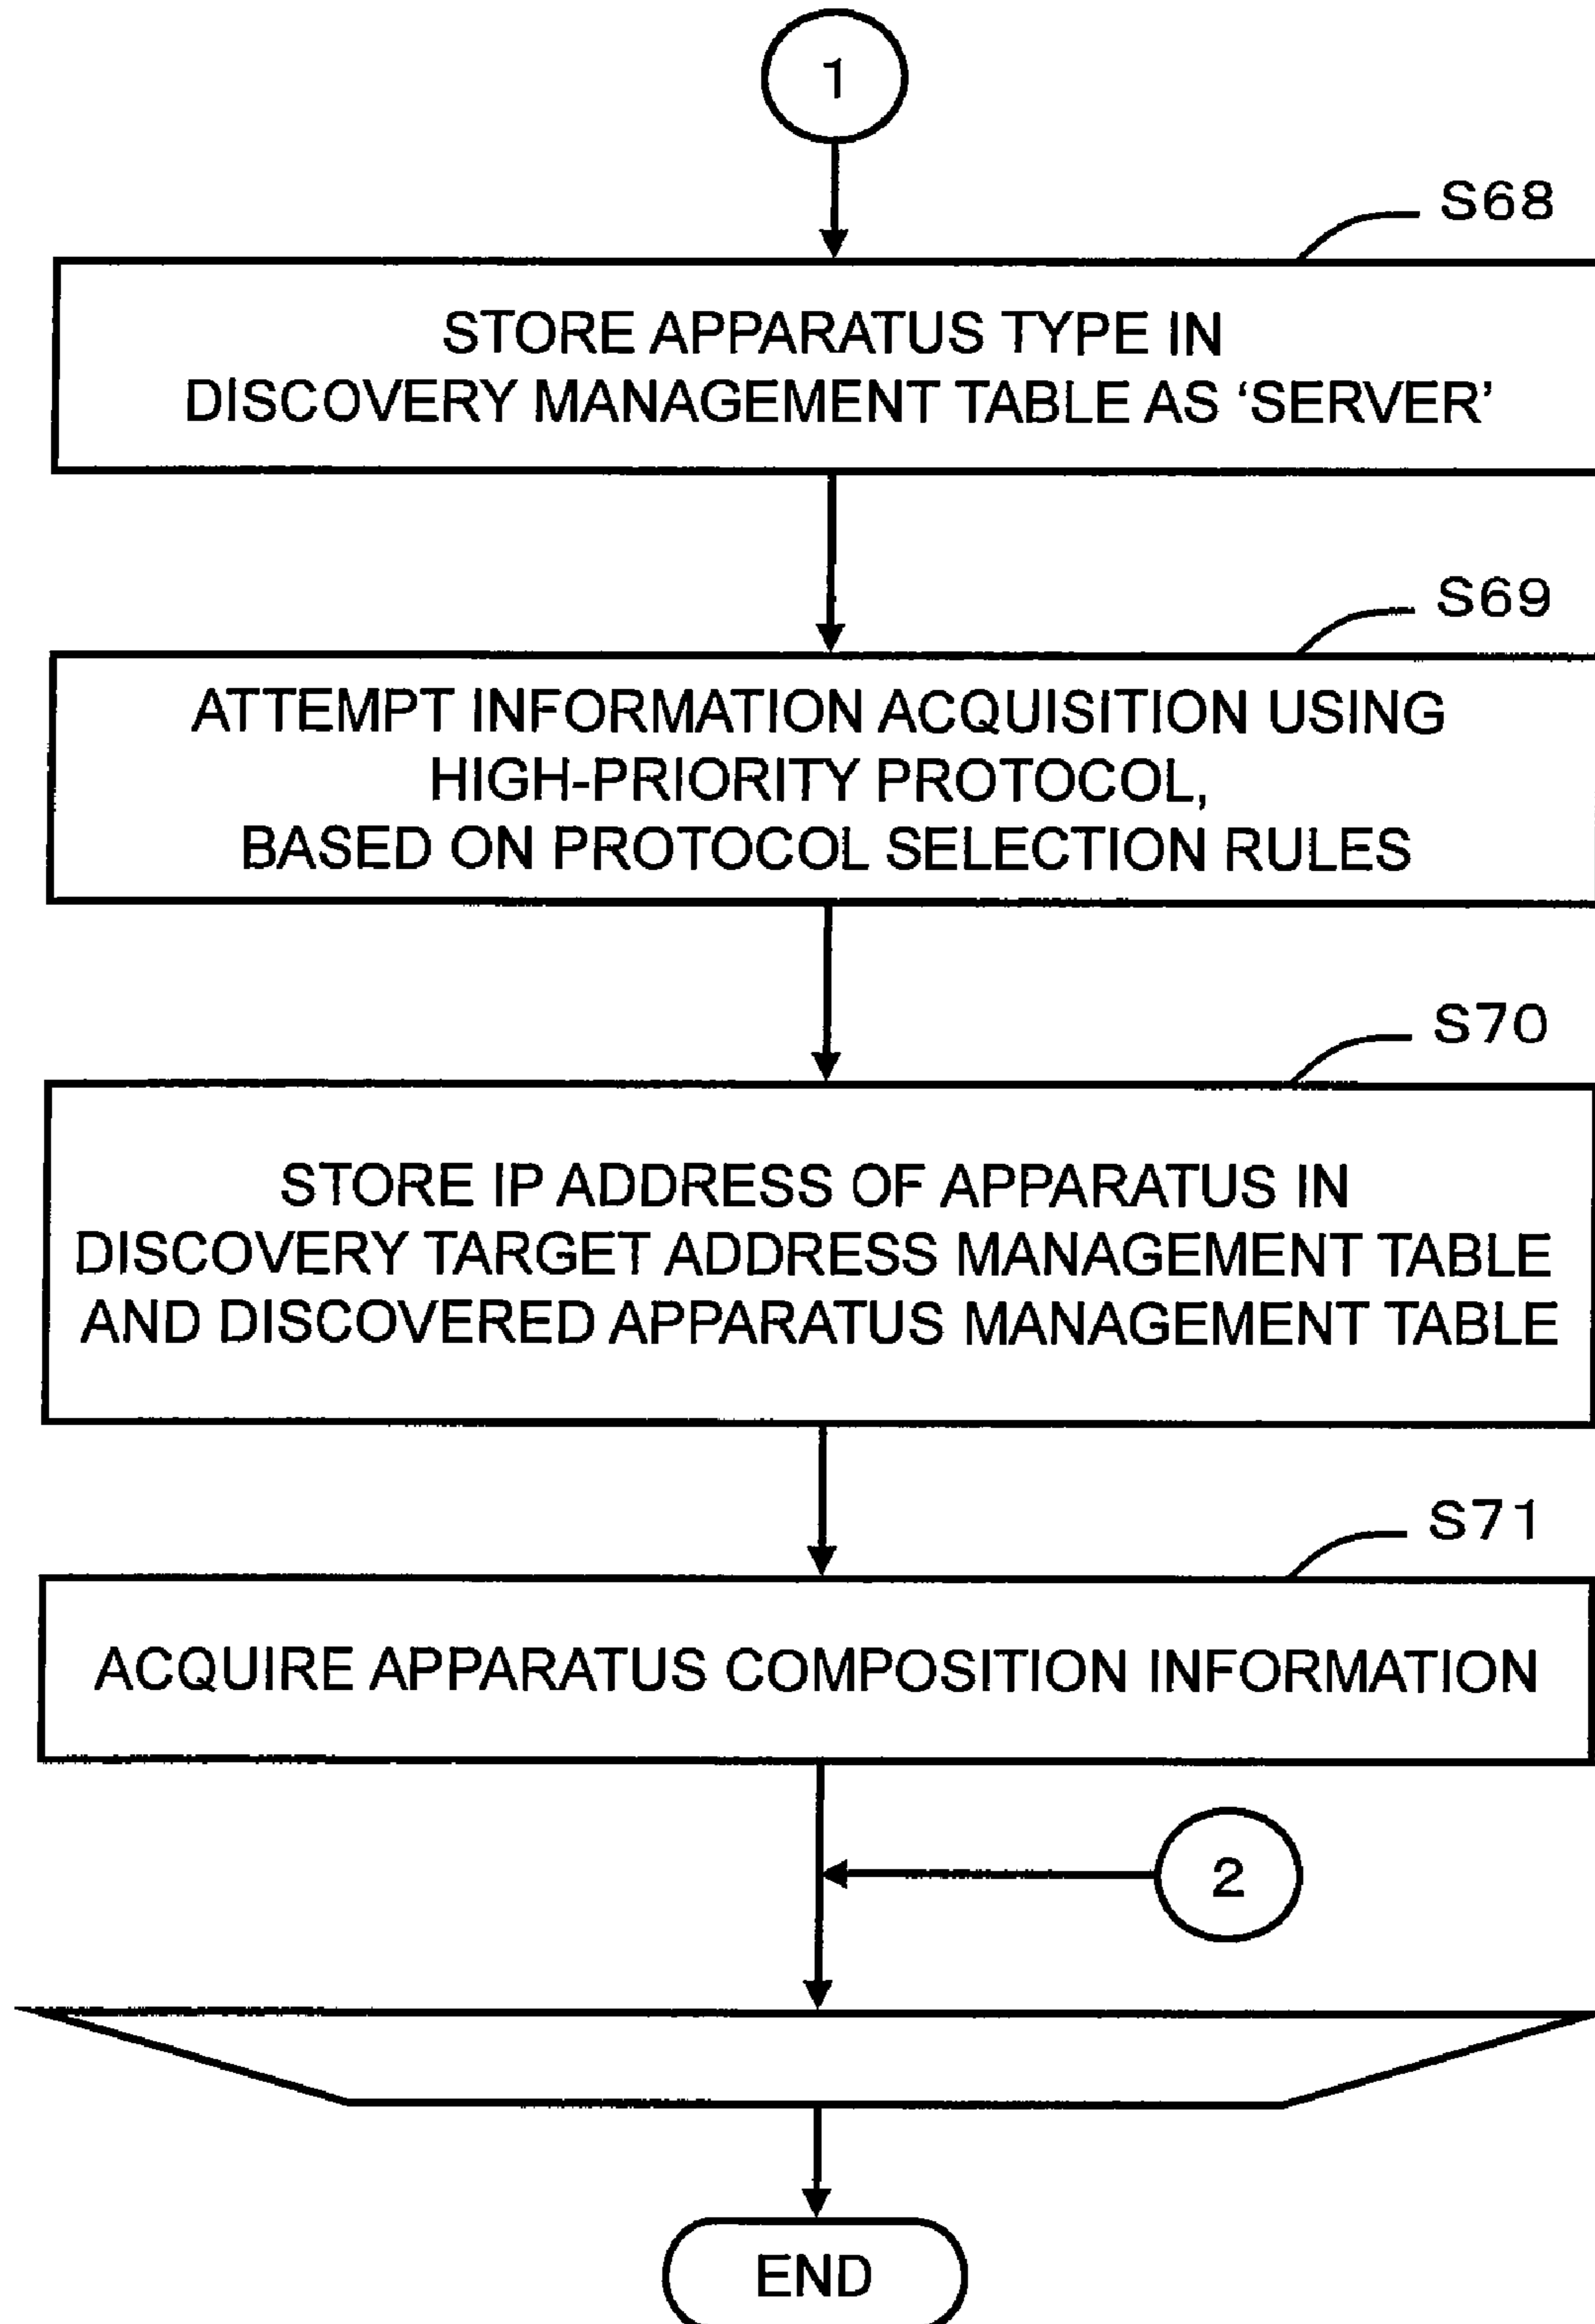 1
S68
STORE APPARATUS TYPE IN
DISCOVERY MANAGEMENT TABLE AS ‘SERVER’
S69
ATTEMPT INFORMATION ACQUISITION USING
HIGH-PRIORITY PROTOCOL,
BASED ON PROTOCOL SELECTION RULES
S70
STORE IP ADDRESS OF APPARATUS IN
DISCOVERY TARGET ADDRESS MANAGEMENT TABLE
AND DISCOVERED APPARATUS MANAGEMENT TABLE
S71
ACQUIRE APPARATUS COMPOSITION INFORMATION
2
END